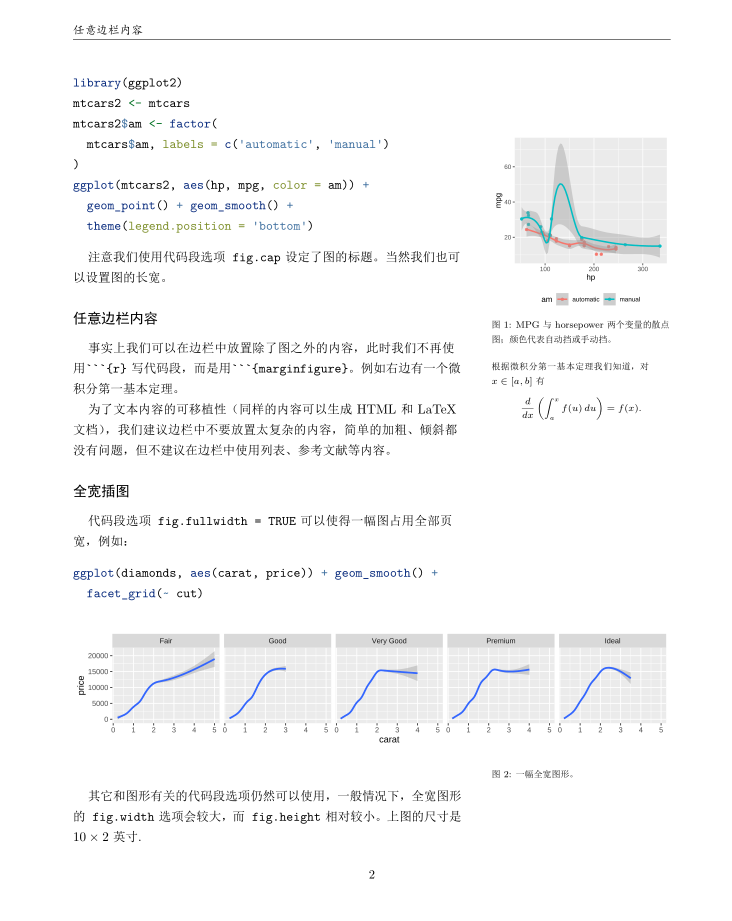 任意边栏内容
library(ggplot2)
mtcars2 <- mtcars
mtcars2$am <- factor(
  mtcars$am, labels = c('automatic', 'manual')
)
ggplot(mtcars2, aes(hp, mpg, color = am)) +
  geom_point() + geom_smooth() +
  theme(legend.position = 'bottom')
注意我们使用代码段选项 fig.cap 设定了图的标题。当然我们也可
以设置图的长宽。
任意边栏内容
事实上我们可以在边栏中放置除了图之外的内容，此时我们不再使
用```{r} 写代码段，而是用```{marginfigure}。例如右边有一个微
积分第一基本定理。
为了文本内容的可移植性（同样的内容可以生成 HTML 和 LaTeX
文档），我们建议边栏中不要放置太复杂的内容，简单的加粗、倾斜都
没有问题，但不建议在边栏中使用列表、参考文献等内容。
60
40
20
mpg
100 200 300
hp
am automatic manual
图 1: MPG 与 horsepower 两个变量的散点
图；颜色代表自动挡或手动挡。
根据微积分第一基本定理我们知道，对
x ∈ [a, b] 有
d/dx (∫_a^x f(u) du) = f(x).
全宽插图
代码段选项 fig.fullwidth = TRUE 可以使得一幅图占用全部页
宽，例如：
ggplot(diamonds, aes(carat, price)) + geom_smooth() +
  facet_grid(~ cut)
Fair Good Very Good Premium Ideal
20000
15000
10000
5000
0
price
0 1 2 3 4 5 0 1 2 3 4 5 0 1 2 3 4 5 0 1 2 3 4 5 0 1 2 3 4 5
carat
图 2: 一幅全宽图形。
其它和图形有关的代码段选项仍然可以使用，一般情况下，全宽图形
的 fig.width 选项会较大，而 fig.height 相对较小。上图的尺寸是
10 × 2 英寸.
2